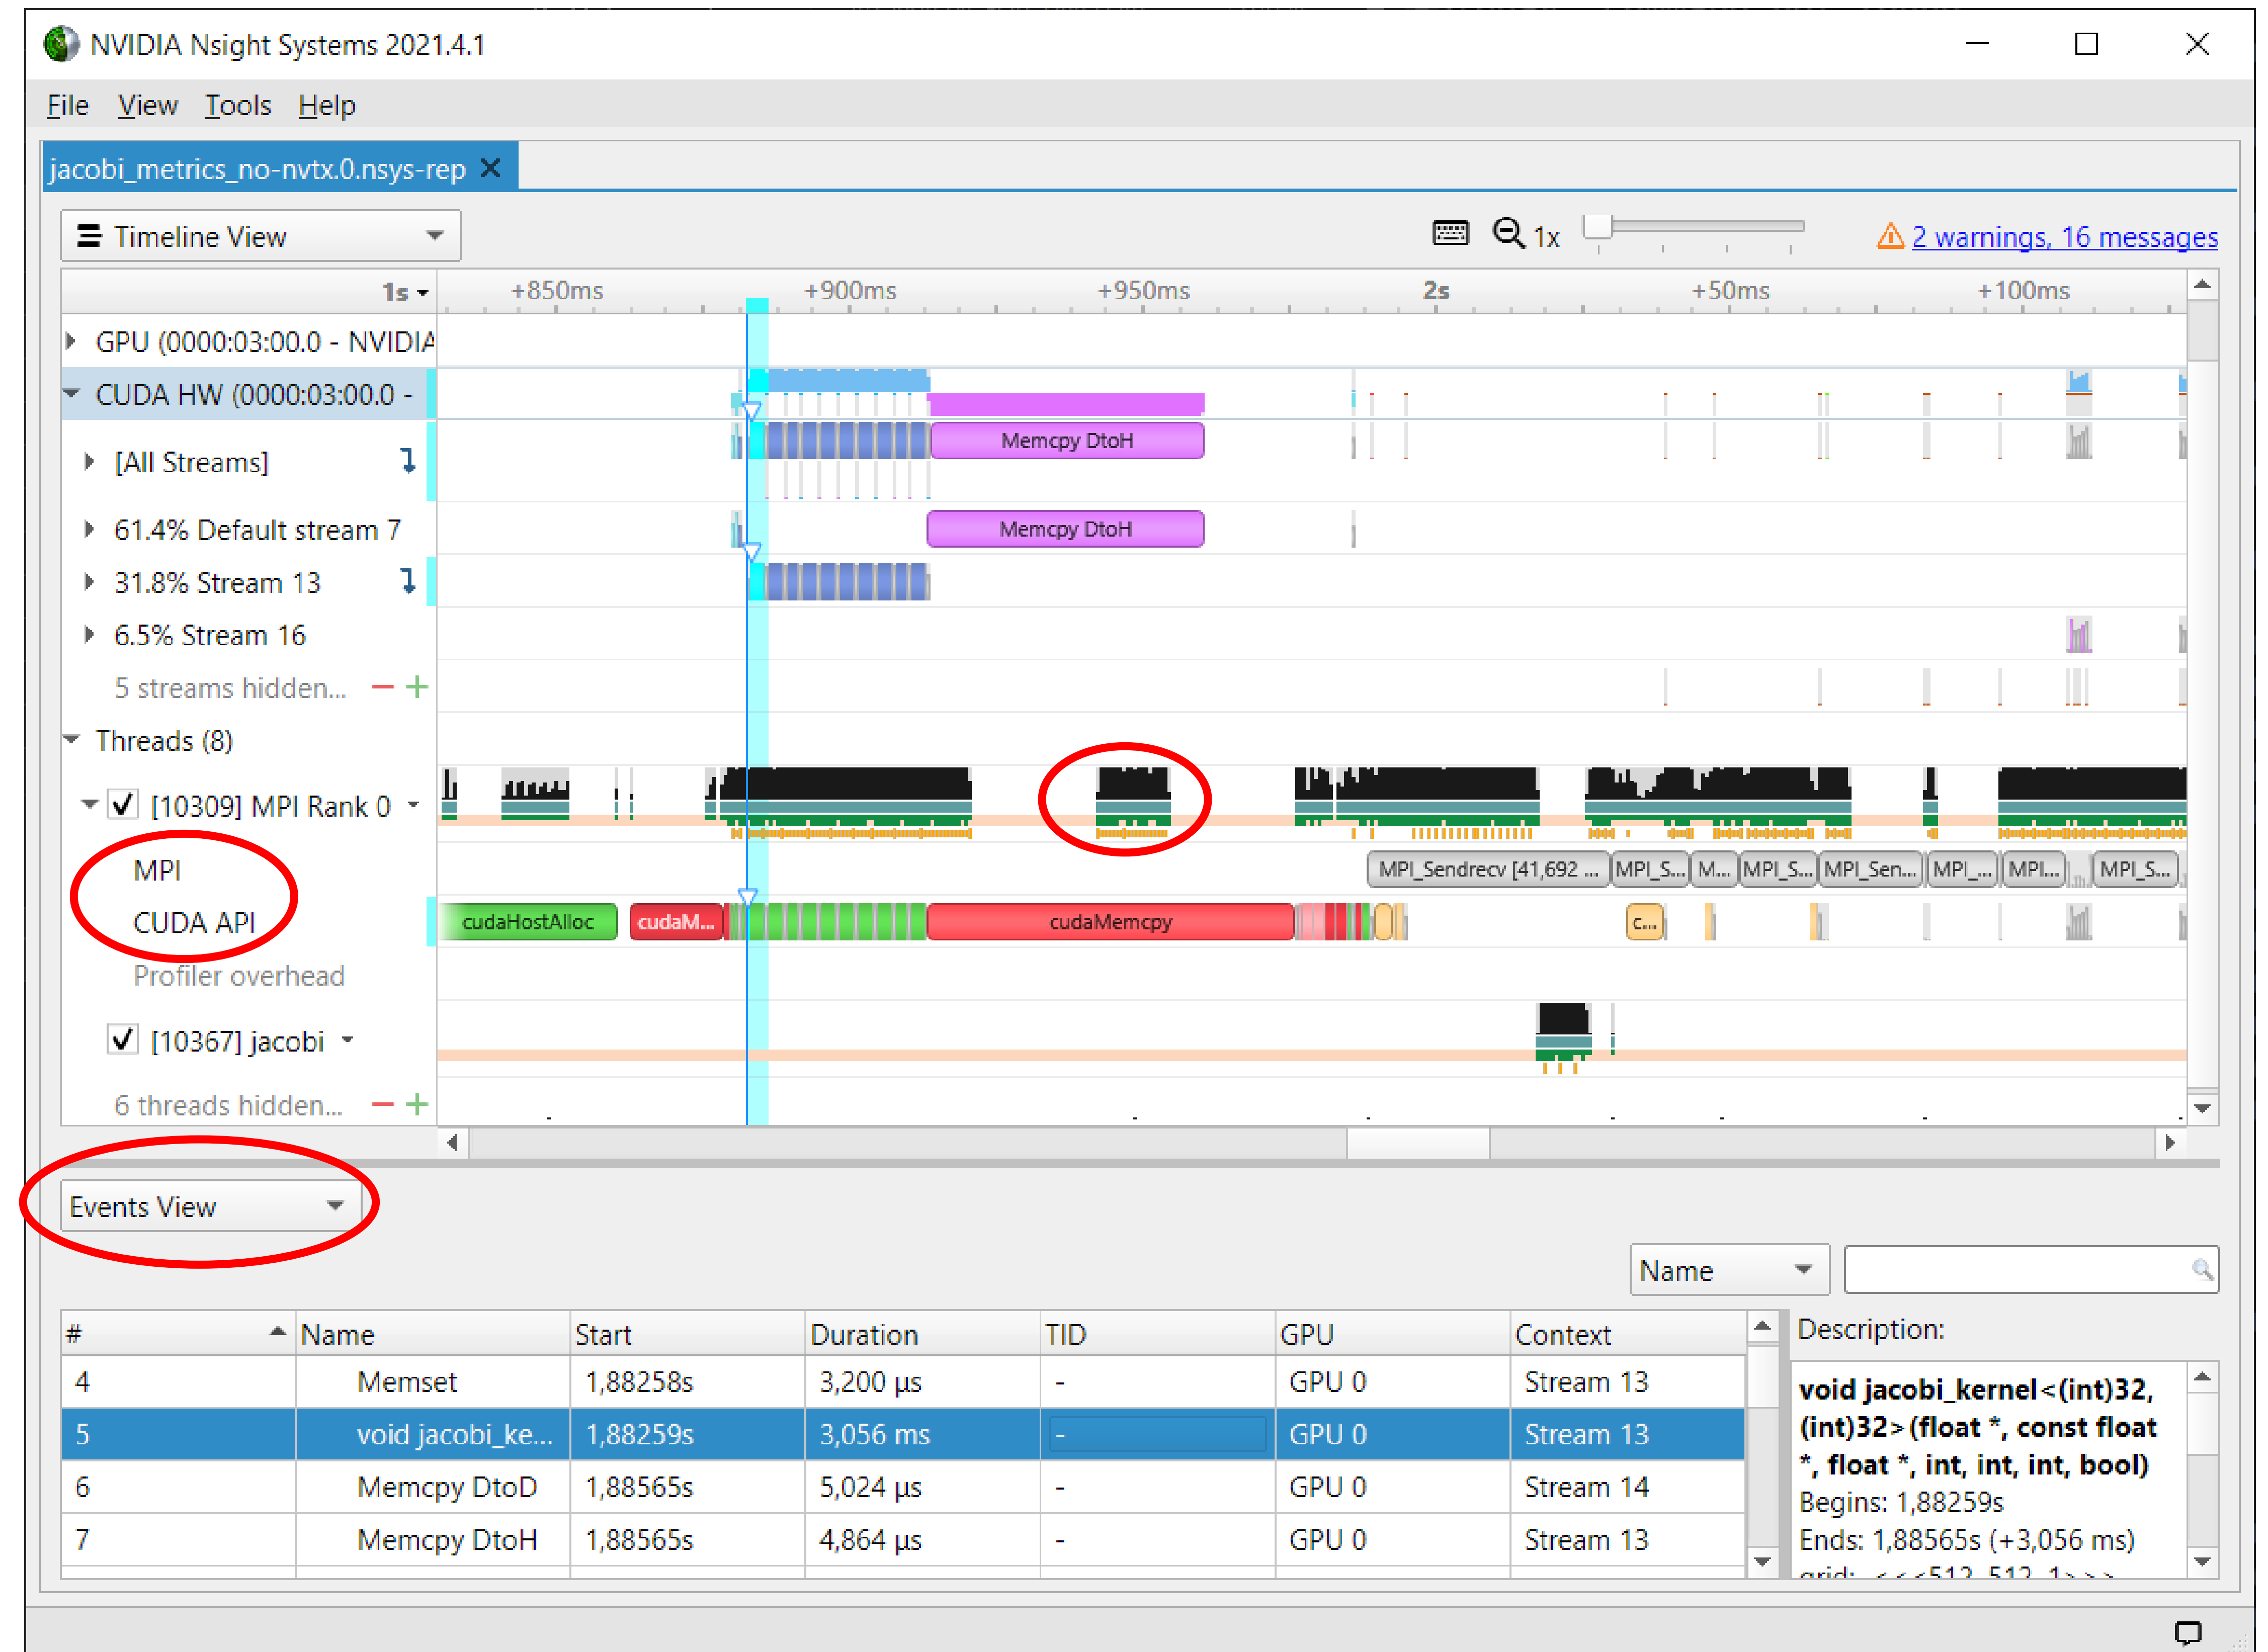 NVIDIA Nsight Systems 2021.4.1
File View Tools Help
jacobi_metrics_no-nvtx.0.nsys-rep
Timeline View
1x
2 warnings, 16 messages
1s +850ms +900ms +950ms 2s +50ms +100ms
GPU (0000:03:00.0 - NVIDIA
CUDA HW (0000:03:00.0 -
[All Streams] Memcpy DtoH
61.4% Default stream 7 Memcpy DtoH
31.8% Stream 13
6.5% Stream 16
5 streams hidden... − +
Threads (8)
[10309] MPI Rank 0
MPI MPI_Sendrecv [41,692 ... MPI_S... M... MPI_S... MPI_Sen... MPI_... MPI... MPI_S...
CUDA API cudaHostAlloc cudaM... cudaMemcpy c...
Profiler overhead
[10367] jacobi
6 threads hidden... − +
Events View
Name
# Name Start Duration TID GPU Context
4 Memset 1,88258s 3,200 μs - GPU 0 Stream 13
5 void jacobi_ke... 1,88259s 3,056 ms - GPU 0 Stream 13
6 Memcpy DtoD 1,88565s 5,024 μs - GPU 0 Stream 14
7 Memcpy DtoH 1,88565s 4,864 μs - GPU 0 Stream 13
Description:
void jacobi_kernel<(int)32,
(int)32>(float *, const float
*, float *, int, int, int, bool)
Begins: 1,88259s
Ends: 1,88565s (+3,056 ms)
grid: <<<512, 512, 1>>>